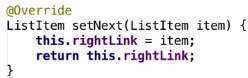 @Override
ListItem setNext(ListItem item) {
    this.rightLink = item;
    return this.rightLink;
}